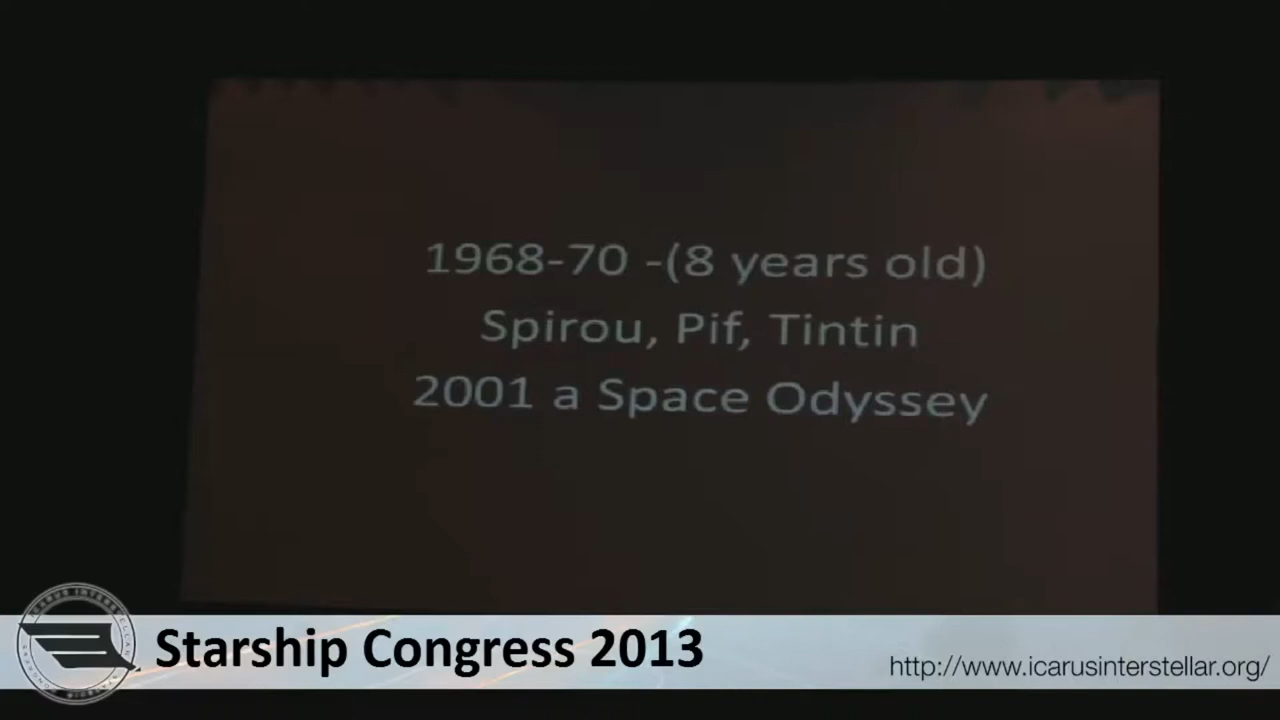 1968-70 -(8 years old)
Spirou, Pif, Tintin
2001 a Space Odyssey
Starship Congress 2013
http://www.icarusinterstellar.org/